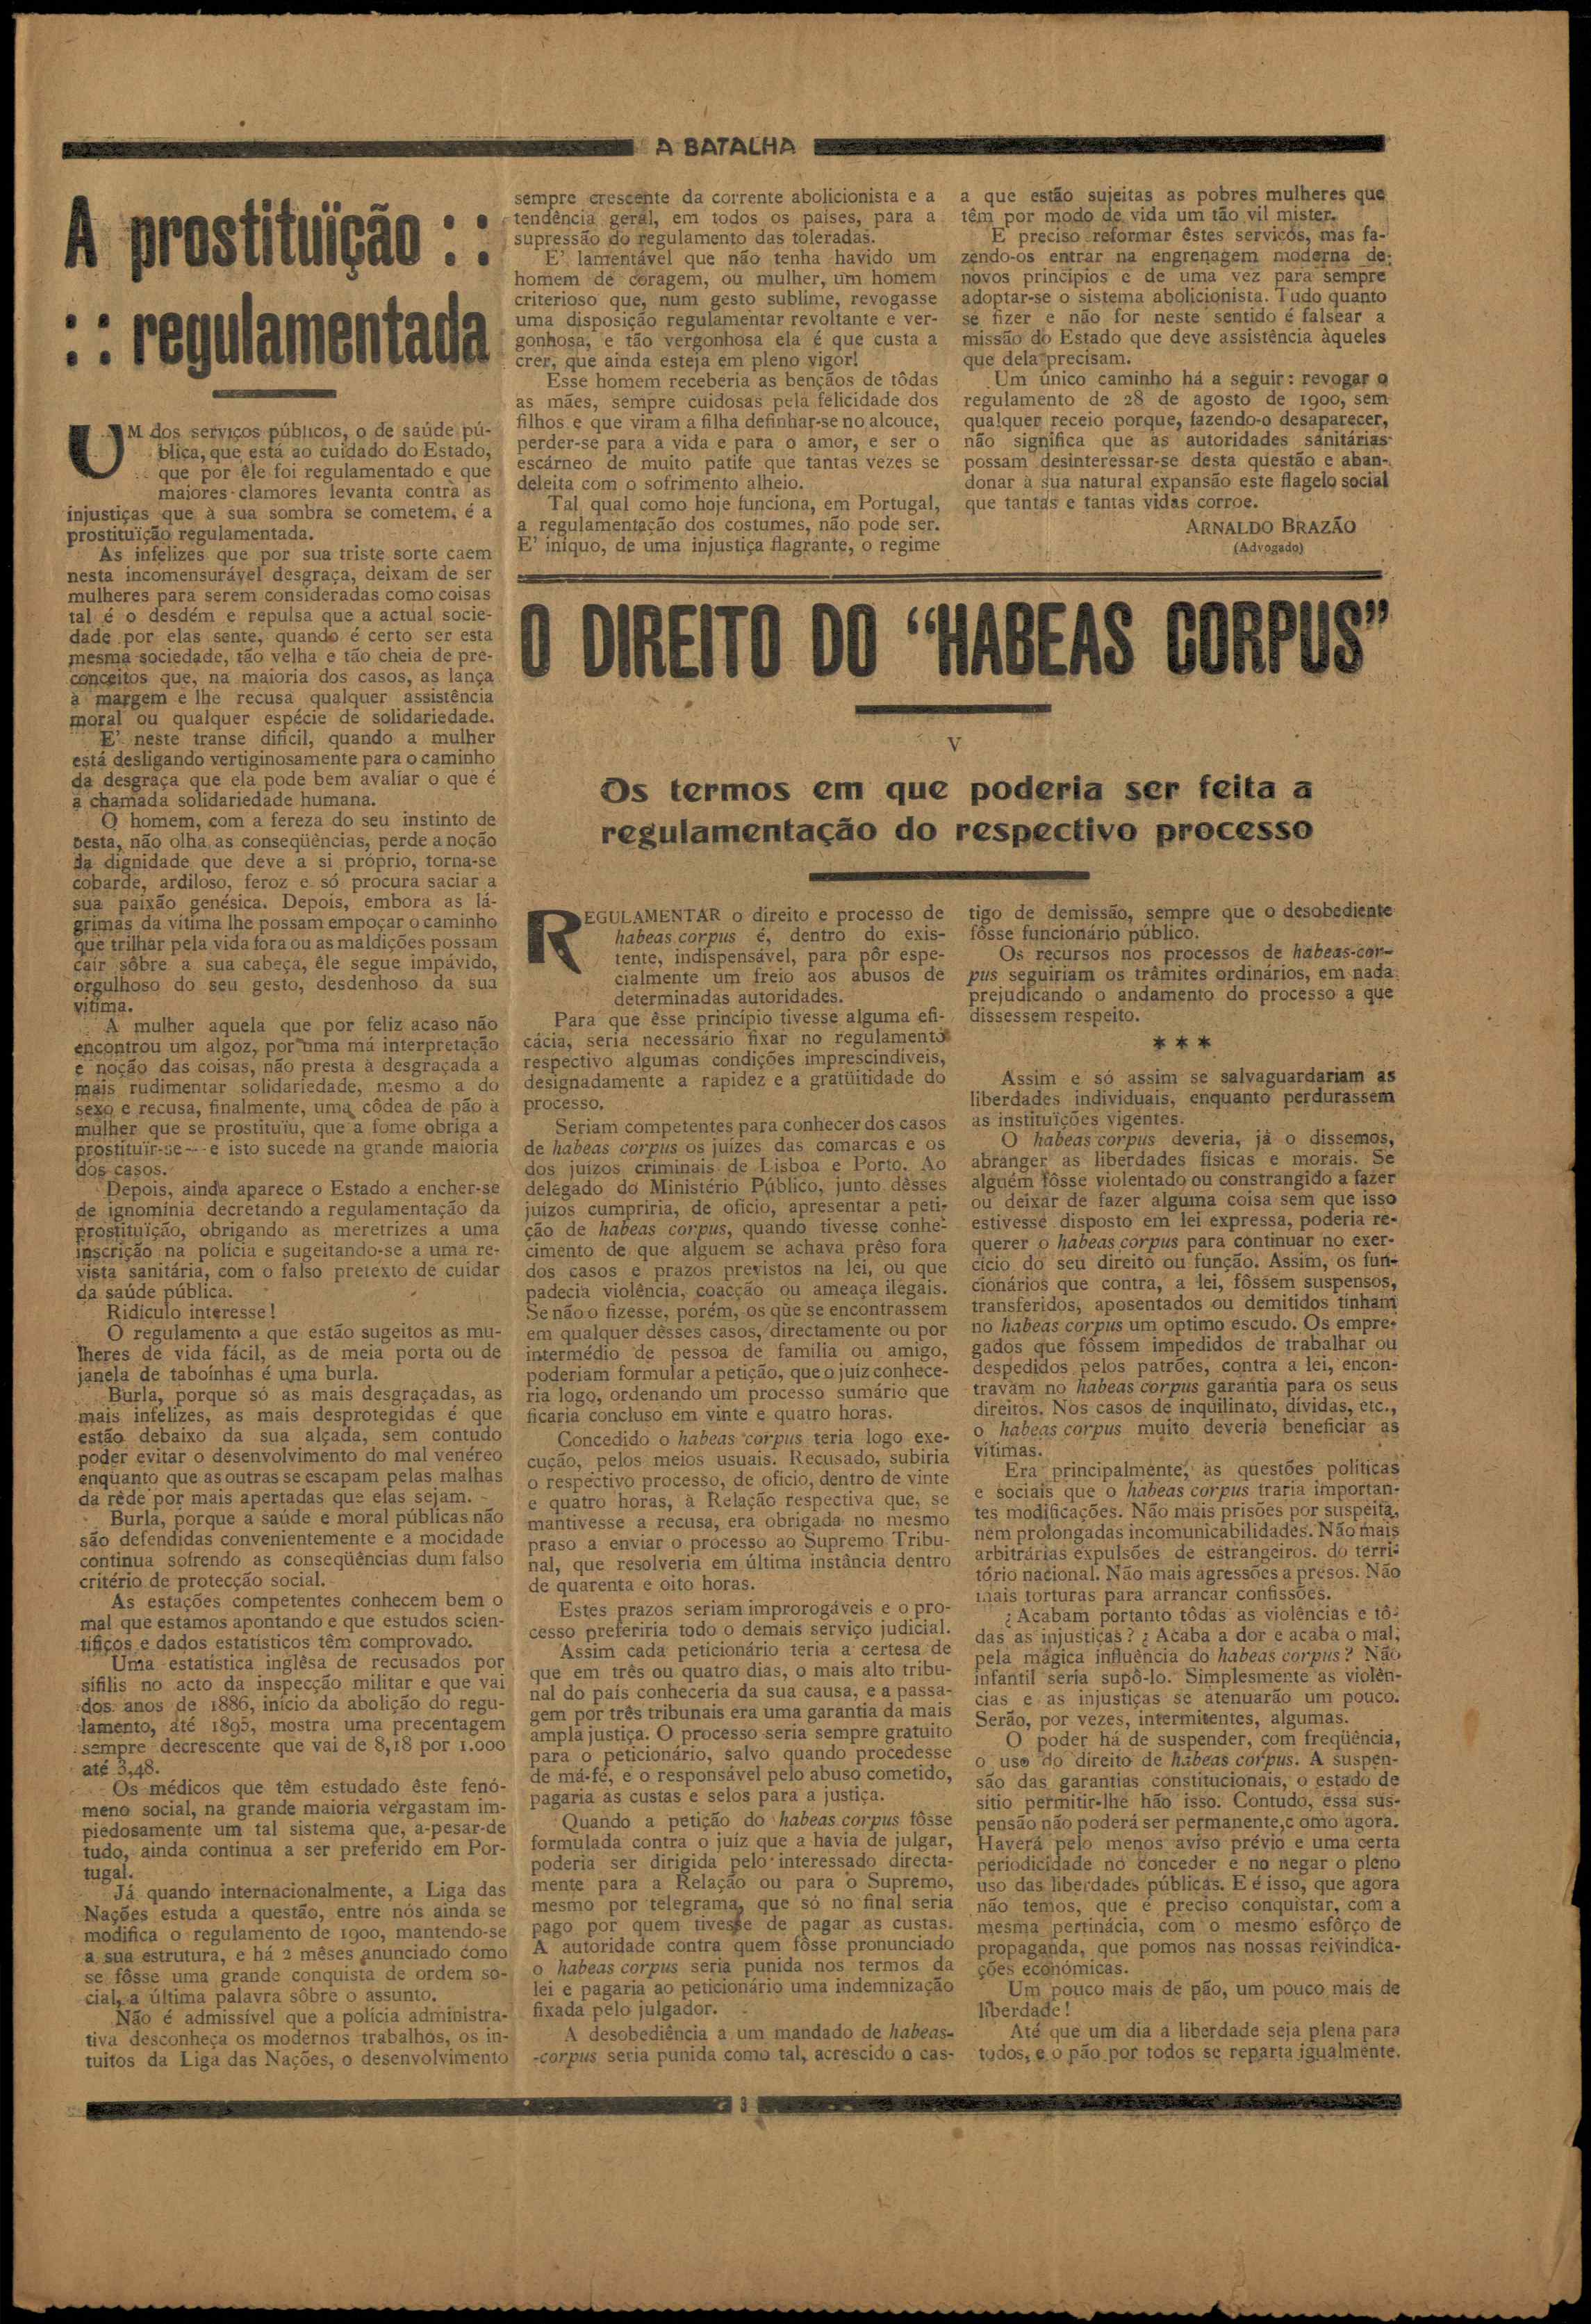 A BATALHA
A prostituïção : :
: : regulamentada
UM dos serviços públicos, o de saúde pú-
blica, que está ao cuidado do Estado,
que por êle foi regulamentado e que
maiores clamores levanta contra as
injustiças que à sua sombra se cometem, é a
prostituïção regulamentada.
As infelizes que por sua triste sorte caem
nesta incomensurável desgraça, deixam de ser
mulheres para serem consideradas como coisas
tal é o desdém e repulsa que a actual socie-
dade por elas sente, quando é certo ser esta
mesma sociedade, tão velha e tão cheia de pre-
conceitos que, na maioria dos casos, as lança
à margem e lhe recusa qualquer assistência
moral ou qualquer espécie de solidariedade.
E' neste transe dificil, quando a mulher
está desligando vertiginosamente para o caminho
da desgraça que ela pode bem avaliar o que é
a chamada solidariedade humana.
O homem, com a fereza do seu instinto de
besta, não olha as conseqüências, perde a noção
da dignidade que deve a si próprio, torna-se
cobarde, ardiloso, feroz e só procura saciar a
sua paixão genésica. Depois, embora as lá-
grimas da vítima lhe possam empoçar o caminho
que trilhar pela vida fora ou as maldições possam
cair sôbre a sua cabeça, êle segue impávido,
orgulhoso do seu gesto, desdenhoso da sua
vítima.
A mulher aquela que por feliz acaso não
encontrou um algoz, por uma má interpretação
e noção das coisas, não presta à desgraçada a
mais rudimentar solidariedade, mesmo a do
sexo e recusa, finalmente, uma côdea de pão à
mulher que se prostituïu, que a fome obriga a
prostituïr-se — e isto sucede na grande maioria
dos casos.
Depois, ainda aparece o Estado a encher-se
de ignominia decretando a regulamentação da
prostituïção, obrigando as meretrizes a uma
inscrição na policia e sugeitando-se a uma re-
vista sanitária, com o falso pretexto de cuidar
da saúde pública.
Ridículo interesse!
O regulamento a que estão sugeitos as mu-
lheres de vida fácil, as de meia porta ou de
janela de taboínhas é uma burla.
Burla, porque só as mais desgraçadas, as
mais infelizes, as mais desprotegidas é que
estão debaixo da sua alçada, sem contudo
poder evitar o desenvolvimento do mal venéreo
enquanto que as outras se escapam pelas malhas
da rêde por mais apertadas que elas sejam.
Burla, porque a saúde e moral públicas não
são defendidas convenientemente e a mocidade
continua sofrendo as conseqüências dum falso
critério de protecção social.
As estações competentes conhecem bem o
mal que estamos apontando e que estudos scien-
tíficos e dados estatísticos têm comprovado.
Uma estatística inglêsa de recusados por
sífilis no acto da inspecção militar e que vai
dos anos de 1886, início da abolição do regu-
lamento, até 1895, mostra uma precentagem
sempre decrescente que vai de 8,18 por 1.000
até 3,48.
Os médicos que têm estudado êste fenó-
meno social, na grande maioria vergastam im-
piedosamente um tal sistema que, a-pesar-de
tudo, ainda continua a ser preferido em Por-
tugal.
Já quando internacionalmente, a Liga das
Nações estuda a questão, entre nós ainda se
modifica o regulamento de 1900, mantendo-se
a sua estrutura, e há 2 mêses anunciado como
se fôsse uma grande conquista de ordem so-
cial, a última palavra sôbre o assunto.
Não é admissível que a policia administra-
tiva desconheça os modernos trabalhos, os in-
tuitos da Liga das Nações, o desenvolvimento
sempre crescente da corrente abolicionista e a
tendência geral, em todos os países, para a
supressão do regulamento das toleradas.
E' lamentável que não tenha havido um
homem de coragem, ou mulher, um homem
criterioso que, num gesto sublime, revogasse
uma disposição regulamentar revoltante e ver-
gonhosa, e tão vergonhosa ela é que custa a
crer, que ainda esteja em pleno vigor!
Esse homem receberia as bençãos de tôdas
as mães, sempre cuidosas pela felicidade dos
filhos e que viram a filha definhar-se no alcouce,
perder-se para a vida e para o amor, e ser o
escárneo de muito patife que tantas vezes se
deleita com o sofrimento alheio.
Tal qual como hoje funciona, em Portugal,
a regulamentação dos costumes, não pode ser.
E' iníquo, de uma injustiça flagrante, o regime
a que estão sujeitas as pobres mulheres que
têm por modo de vida um tão vil mister.
E preciso reformar êstes serviços, mas fa-
zendo-os entrar na engrenagem moderna de
novos princípios e de uma vez para sempre
adoptar-se o sistema abolicionista. Tudo quanto
se fizer e não for neste sentido é falsear a
missão do Estado que deve assistência àqueles
que dela precisam.
Um único caminho há a seguir: revogar o
regulamento de 28 de agosto de 1900, sem
qualquer receio porque, fazendo-o desaparecer,
não significa que as autoridades sánitárias
possam desinteressar-se desta questão e aban-
donar à sua natural expansão este flagelo social
que tantas e tantas vidas corroe.
ARNALDO BRAZÃO
(Advogado)
O DIREITO DO "HABEAS CORPUS"
V
Os termos em que poderia ser feita a
regulamentação do respectivo processo
REGULAMENTAR o direito e processo de
habeas corpus é, dentro do exis-
tente, indispensável, para pôr espe-
cialmente um freio aos abusos de
determinadas autoridades.
Para que êsse princípio tivesse alguma efi-
cácia, seria necessário fixar no regulamento
respectivo algumas condições imprescindíveis,
designadamente a rapidez e a gratüitidade do
processo.
Seriam competentes para conhecer dos casos
de habeas corpus os juízes das comarcas e os
dos juizos criminais de Lisboa e Porto. Ao
delegado do Ministério Público, junto dêsses
juizos cumpriria, de ofício, apresentar a peti-
ção de habeas corpus, quando tivesse conhe-
cimento de que alguem se achava prêso fora
dos casos e prazos previstos na lei, ou que
padecia violência, coacção ou ameaça ilegais.
Se não o fizesse, porém, os que se encontrassem
em qualquer dêsses casos, directamente ou por
intermédio de pessoa de familia ou amigo,
poderiam formular a petição, que o juiz conhece-
ria logo, ordenando um processo sumário que
ficaria concluso em vinte e quatro horas.
Concedido o habeas corpus teria logo exe-
cução, pelos meios usuais. Recusado, subiria
o respectivo processo, de ofício, dentro de vinte
e quatro horas, à Relação respectiva que, se
mantivesse a recusa, era obrigada no mesmo
praso a enviar o processo ao Supremo Tribu-
nal, que resolveria em última instância dentro
de quarenta e oito horas.
Estes prazos seriam improrogáveis e o pro-
cesso preferiria todo o demais serviço judicial.
Assim cada peticionário teria a certesa de
que em três ou quatro dias, o mais alto tribu-
nal do país conheceria da sua causa, e a passa-
gem por três tribunais era uma garantia da mais
ampla justiça. O processo seria sempre gratuito
para o peticionário, salvo quando procedesse
de má-fé, e o responsável pelo abuso cometido,
pagaria as custas e selos para a justiça.
Quando a petição do habeas corpus fôsse
formulada contra o juiz que a havia de julgar,
poderia ser dirigida pelo interessado directa-
mente para a Relação ou para o Supremo,
mesmo por telegrama, que só no final seria
pago por quem tivesse de pagar as custas.
A autoridade contra quem fôsse pronunciado
o habeas corpus seria punida nos termos da
lei e pagaria ao peticionário uma indemnização
fixada pelo julgador.
A desobediência a um mandado de habeas-
-corpus seria punida como tal, acrescido o cas-
tigo de demissão, sempre que o desobediente
fôsse funcionário público.
Os recursos nos processos de habeas-cor-
pus seguiriam os trâmites ordinários, em nada
prejudicando o andamento do processo a que
dissessem respeito.
* * *
Assim e só assim se salvaguardariam as
liberdades individuais, enquanto perdurassem
as instituïções vigentes.
O habeas corpus deveria, já o dissemos,
abranger as liberdades físicas e morais. Se
alguém fôsse violentado ou constrangido a fazer
ou deixar de fazer alguma coisa sem que isso
estivesse disposto em lei expressa, poderia re-
querer o habeas corpus para continuar no exer-
cício do seu direito ou função. Assim, os fun-
cionários que contra, a lei, fôssem suspensos,
transferidos, aposentados ou demitidos tinham
no habeas corpus um optimo escudo. Os empre-
gados que fôssem impedidos de trabalhar ou
despedidos pelos patrões, contra a lei, encon-
travam no habeas corpus garantia para os seus
direitos. Nos casos de inquilinato, dívidas, etc.,
o habeas corpus muito deveria beneficiar as
vítimas.
Era principalmente, às questões políticas
e sociais que o habeas corpus traria importan-
tes modificações. Não mais prisões por suspeita,
nem prolongadas incomunicabilidades. Não mais
arbitrárias expulsões de estrangeiros. do terri-
tório nacional. Não mais agressões a presos. Não
mais torturas para arrancar confissões.
¿Acabam portanto tôdas as violências e tô-
das as injustiças? ¿Acaba a dor e acaba o mal,
pela mágica influência do habeas corpus? Não
infantil seria supô-lo. Simplesmente as violên-
cias e as injustiças se atenuarão um pouco.
Serão, por vezes, intermitentes, algumas.
O poder há de suspender, com freqüência,
o uso do direito de habeas corpus. A suspen-
são das garantias constitucionais, o estado de
sítio permitir-lhe hão isso. Contudo, essa sus-
pensão não poderá ser permanente,c omo agora.
Haverá pelo menos aviso prévio e uma certa
periodicidade no conceder e no negar o pleno
uso das liberdades públicas. E é isso, que agora
não temos, que é preciso conquistar, com a
mesma pertinácia, com o mesmo esfôrço de
propaganda, que pomos nas nossas reivindica-
ções económicas.
Um pouco mais de pão, um pouco mais de
liberdade!
Até que um dia a liberdade seja plena para
todos, e o pão por todos se reparta igualmente.
3